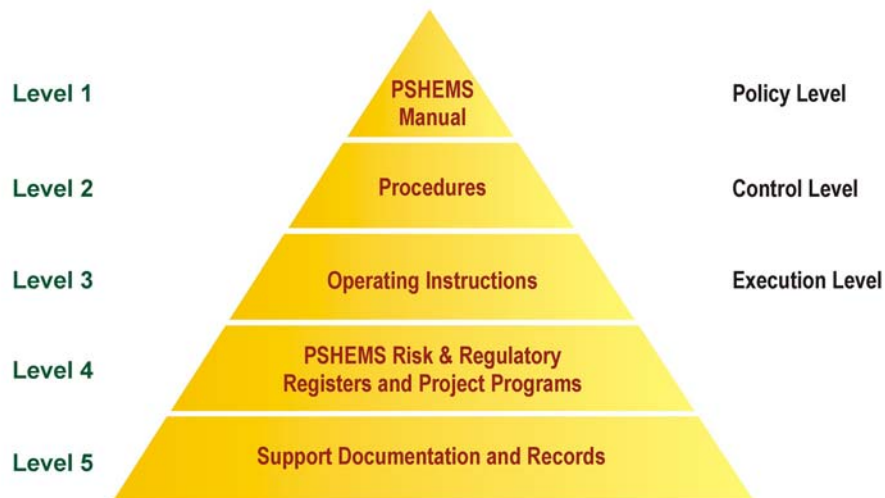 Level 1
PSHEMS
Manual
Policy Level
Level 2
Procedures
Control Level
Level 3
Operating Instructions
Execution Level
Level 4
PSHEMS Risk & Regulatory
Registers and Project Programs
Level 5
Support Documentation and Records